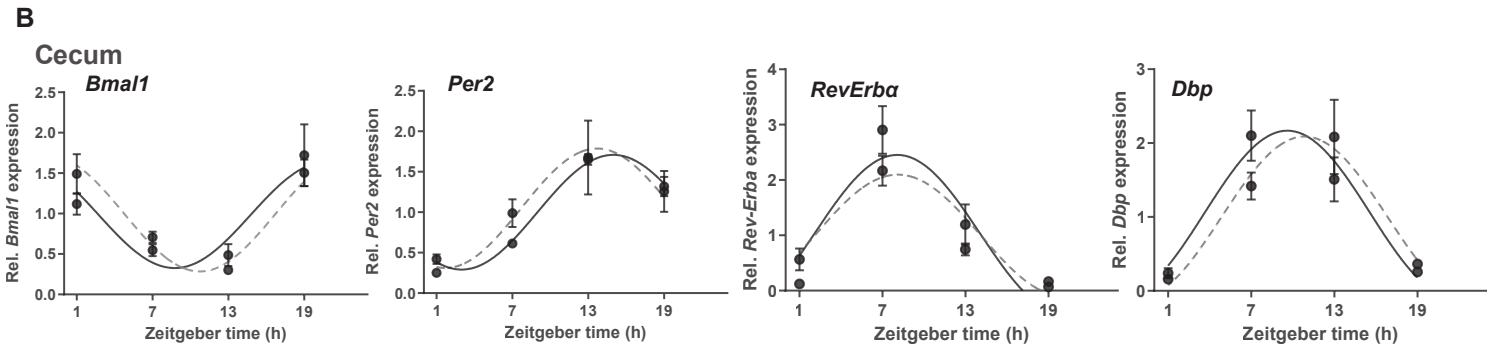 B
Cecum
Bmal1
Rel. Bmal1 expression
2.5
2.0
1.5
1.0
0.5
0.0
1 7 13 19
Zeitgeber time (h)
Per2
Rel. Per2 expression
2.5
2.0
1.5
1.0
0.5
0.0
1 7 13 19
Zeitgeber time (h)
RevErbα
Rel. Rev-Erba expression
4
3
2
1
0
1 7 13 19
Zeitgeber time (h)
Dbp
Rel. Dbp expression
3
2
1
0
1 7 13 19
Zeitgeber time (h)